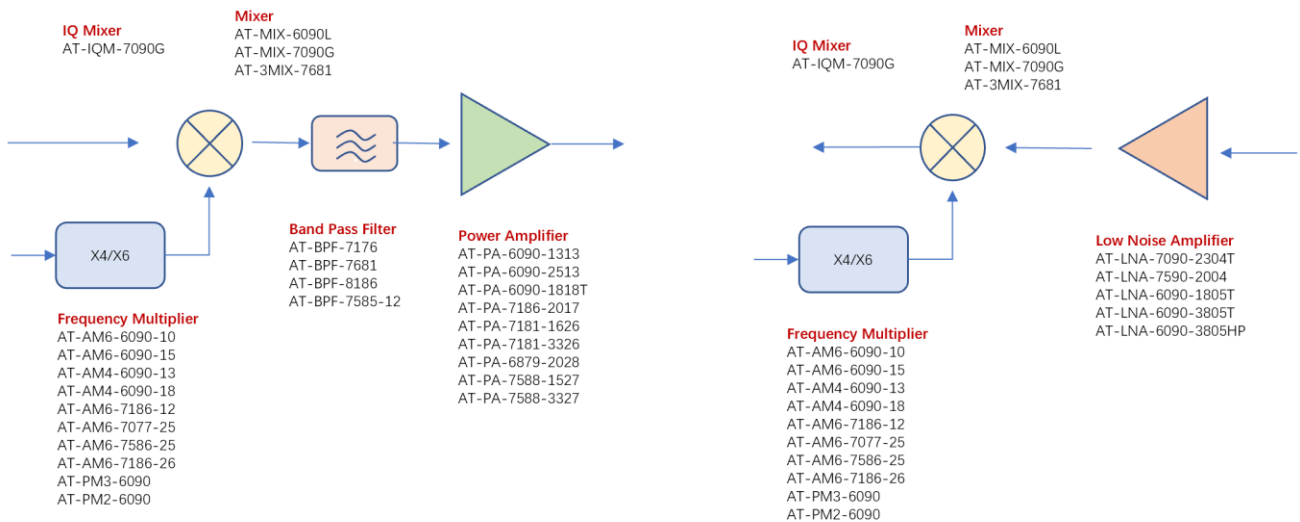 IQ Mixer
AT-IQM-7090G
Mixer
AT-MIX-6090L
AT-MIX-7090G
AT-3MIX-7681
X4/X6
Band Pass Filter
AT-BPF-7176
AT-BPF-7681
AT-BPF-8186
AT-BPF-7585-12
Power Amplifier
AT-PA-6090-1313
AT-PA-6090-2513
AT-PA-6090-1818T
AT-PA-7186-2017
AT-PA-7181-1626
AT-PA-7181-3326
AT-PA-6879-2028
AT-PA-7588-1527
AT-PA-7588-3327
Frequency Multiplier
AT-AM6-6090-10
AT-AM6-6090-15
AT-AM4-6090-13
AT-AM4-6090-18
AT-AM6-7186-12
AT-AM6-7077-25
AT-AM6-7586-25
AT-AM6-7186-26
AT-PM3-6090
AT-PM2-6090
IQ Mixer
AT-IQM-7090G
Mixer
AT-MIX-6090L
AT-MIX-7090G
AT-3MIX-7681
X4/X6
Low Noise Amplifier
AT-LNA-7090-2304T
AT-LNA-7590-2004
AT-LNA-6090-1805T
AT-LNA-6090-3805T
AT-LNA-6090-3805HP
Frequency Multiplier
AT-AM6-6090-10
AT-AM6-6090-15
AT-AM4-6090-13
AT-AM4-6090-18
AT-AM6-7186-12
AT-AM6-7077-25
AT-AM6-7586-25
AT-AM6-7186-26
AT-PM3-6090
AT-PM2-6090